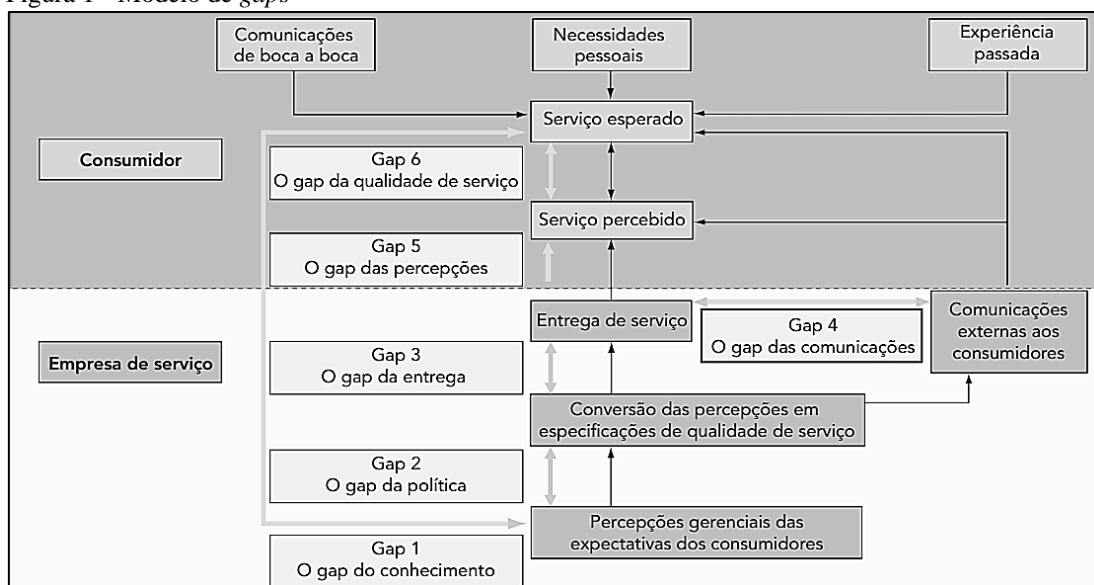 Figura 1 - Modelo de gaps
Comunicações
de boca a boca
Necessidades
pessoais
Experiência
passada
Serviço esperado
Consumidor
Gap 6
O gap da qualidade de serviço
Serviço percebido
Gap 5
O gap das percepções
Entrega de serviço
Gap 4
O gap das comunicações
Comunicações
externas aos
consumidores
Empresa de serviço
Gap 3
O gap da entrega
Conversão das percepções em
especificações de qualidade de serviço
Gap 2
O gap da política
Percepções gerenciais das
expectativas dos consumidores
Gap 1
O gap do conhecimento